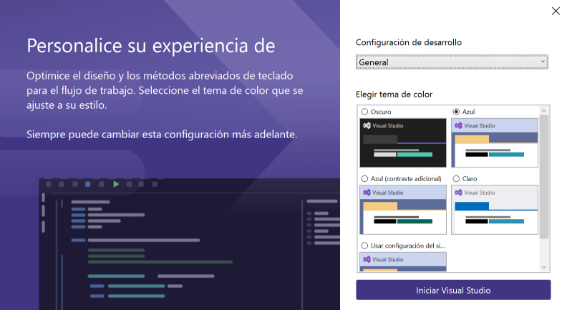 Personalice su experiencia de
Optimice el diseño y los métodos abreviados de teclado
para el flujo de trabajo. Seleccione el tema de color que se
ajuste a su estilo.
Siempre puede cambiar esta configuración más adelante.
Configuración de desarrollo
General
Elegir tema de color
Oscuro
Azul
Visual Studio
Visual Studio
Azul (contraste adicional)
Claro
Visual Studio
Visual Studio
Usar configuración del si...
Visual Studio
Iniciar Visual Studio